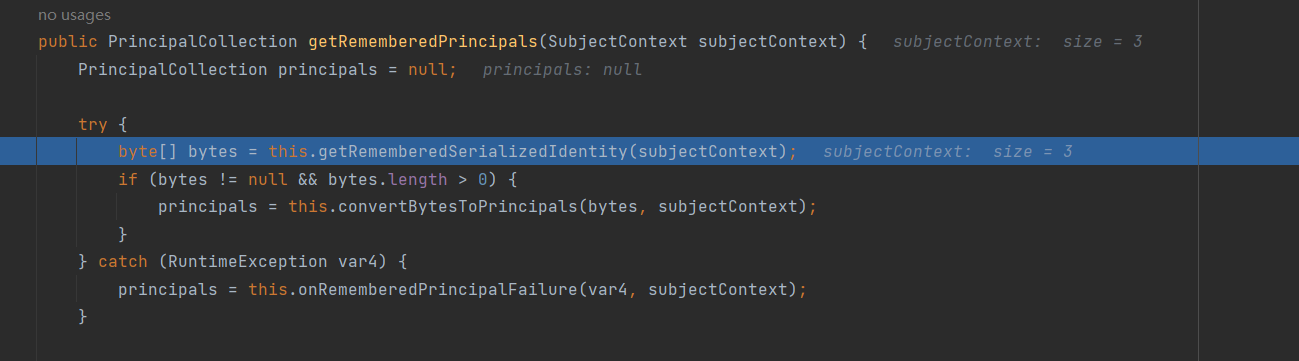 no usages
public PrincipalCollection getRememberedPrincipals(SubjectContext subjectContext) { subjectContext: size = 3
PrincipalCollection principals = null; principals: null
try {
byte[] bytes = this.getRememberedSerializedIdentity(subjectContext); subjectContext: size = 3
if (bytes != null && bytes.length > 0) {
principals = this.convertBytesToPrincipals(bytes, subjectContext);
}
} catch (RuntimeException var4) {
principals = this.onRememberedPrincipalFailure(var4, subjectContext);
}